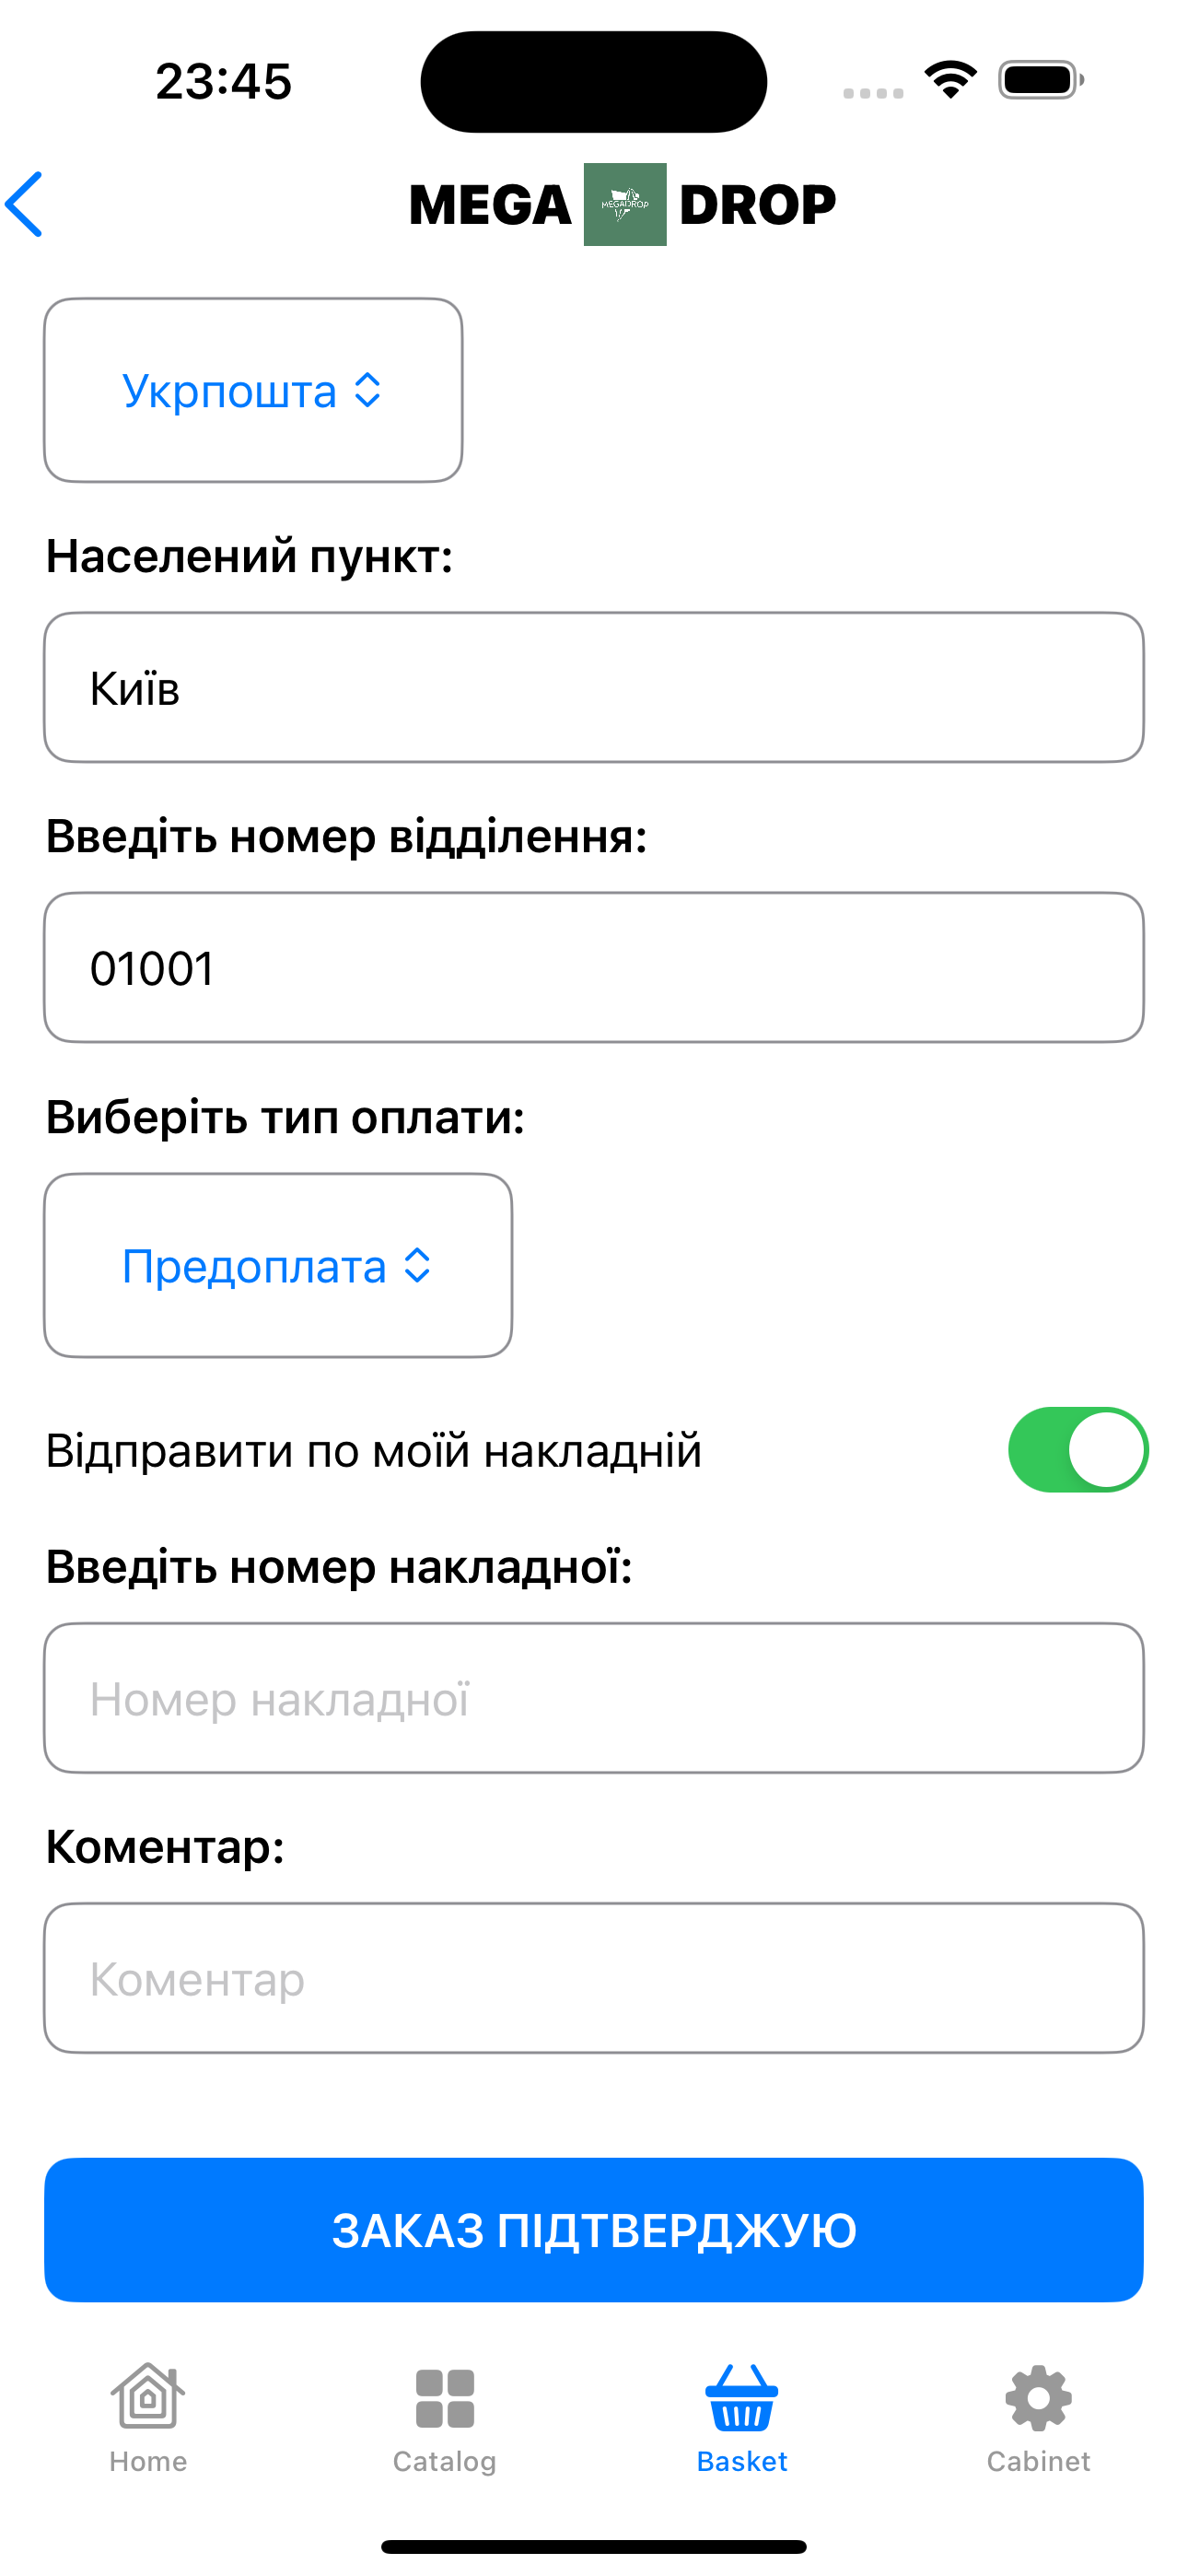 23:45
MEGA MEGADROP DROP
Укрпошта
Населений пункт:
Київ
Введіть номер відділення:
01001
Виберіть тип оплати:
Предоплата
Відправити по моїй накладній
Введіть номер накладної:
Номер накладної
Коментар:
Коментар
ЗАКАЗ ПІДТВЕРДЖУЮ
Home Catalog Basket Cabinet